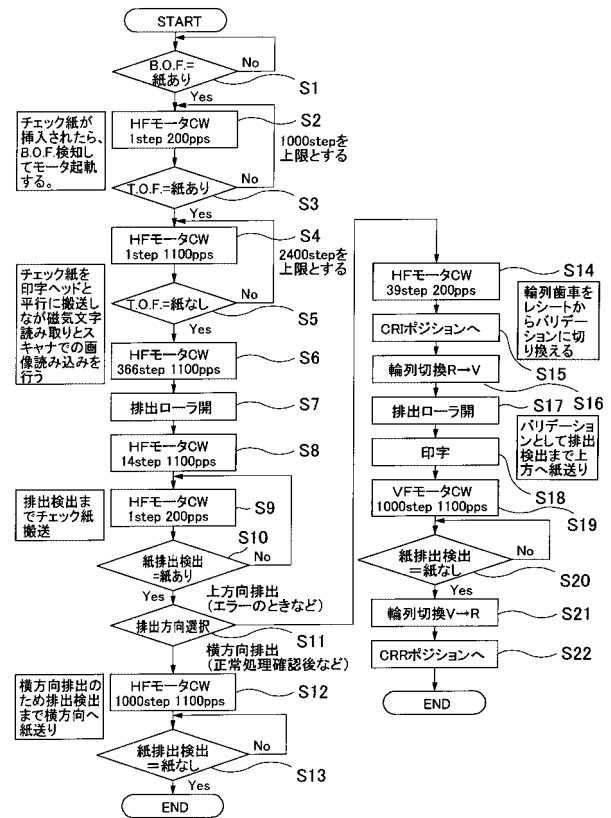 START
B.O.F.=
紙あり
No
S1
Yes
チェック紙が
挿入されたら、
B.O.F.検知し
てモータ起軌
する。
HFモータCW
1step 200pps
S2
1000stepを
上限とする
T.O.F.=紙あり
No
S3
Yes
HFモータCW
1step 1100pps
S4
2400stepを
上限とする
チェック紙を
印字ヘッドと
平行に搬送し
なが磁気文字
読み取りとス
キャナでの画
像読み込みを
行う
T.O.F.=紙なし
No
S5
Yes
HFモータCW
366step 1100pps
S6
排出ローラ開
S7
HFモータCW
14step 1100pps
S8
排出検出ま
でチェック紙
搬送
HFモータCW
1step 200pps
S9
S10
紙排出検出
=紙あり
No
Yes
上方向排出
(エラーのときなど)
排出方向選択
S11
横方向排出
(正常処理確認後など)
横方向排出の
ため排出検出
まで横方向へ
紙送り
HFモータCW
1000step 1100pps
S12
紙排出検出
=紙なし
No
S13
Yes
END
HFモータCW
39step 200pps
S14
輪列歯車を
レシートか
らバリデー
ションに切
り換える
CRIポジションへ
S15
輪列切換R→V
S16
排出ローラ開
S17
バリデーショ
ンとして排出
検出まで上
方へ紙送り
印字
S18
VFモータCW
1000step 1100pps
S19
紙排出検出
=紙なし
No
S20
Yes
輪列切換V→R
S21
CRRポジションへ
S22
END